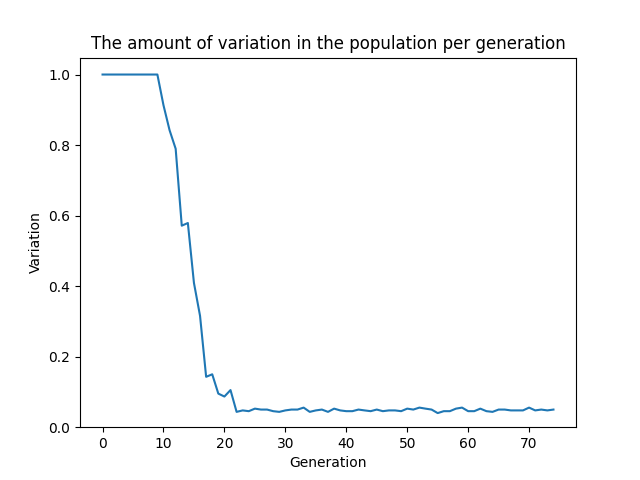 The amount of variation in the population per generation
1.0
0.8
0.6
0.4
0.2
0.0
Variation
0 10 20 30 40 50 60 70
Generation